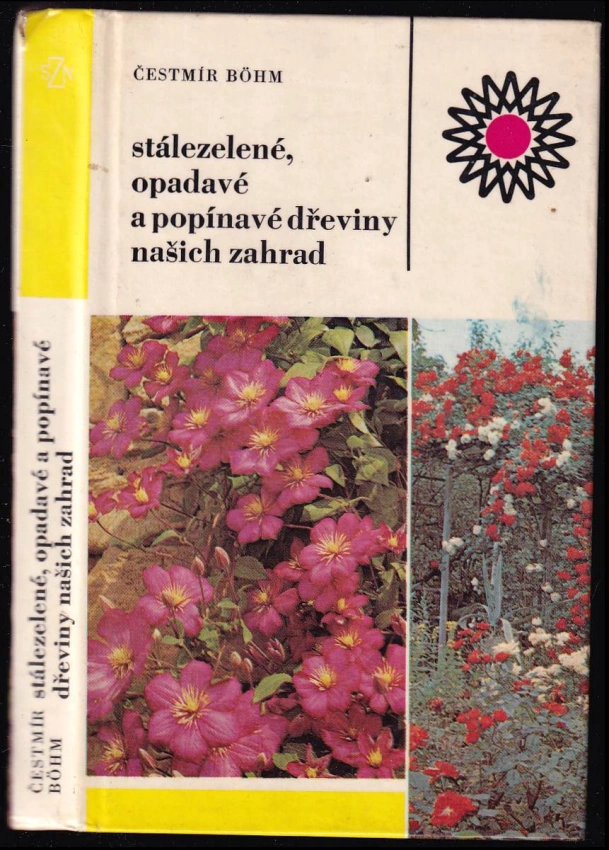 ČESTMÍR BÖHM
stálezelené,
opadavé
a popínavé dřeviny
našich zahrad
SZN
ČESTMÍR
BÖHM
stálezelené, opadavé a popínavé
dřeviny našich zahrad